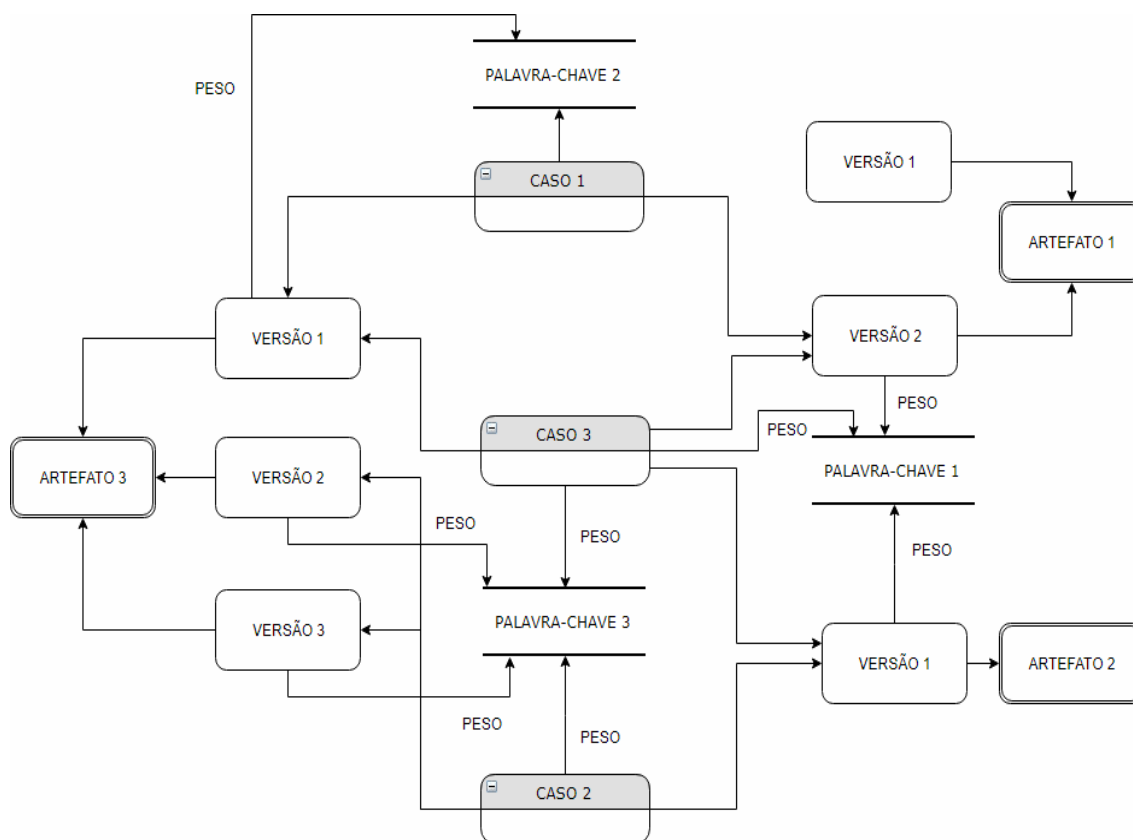 PALAVRA-CHAVE 2
PESO
VERSÃO 1
CASO 1
ARTEFATO 1
VERSÃO 1
VERSÃO 2
PESO
CASO 3
PESO
ARTEFATO 3
VERSÃO 2
PALAVRA-CHAVE 1
PESO
PESO
PESO
VERSÃO 3
PALAVRA-CHAVE 3
VERSÃO 1
ARTEFATO 2
PESO
PESO
CASO 2